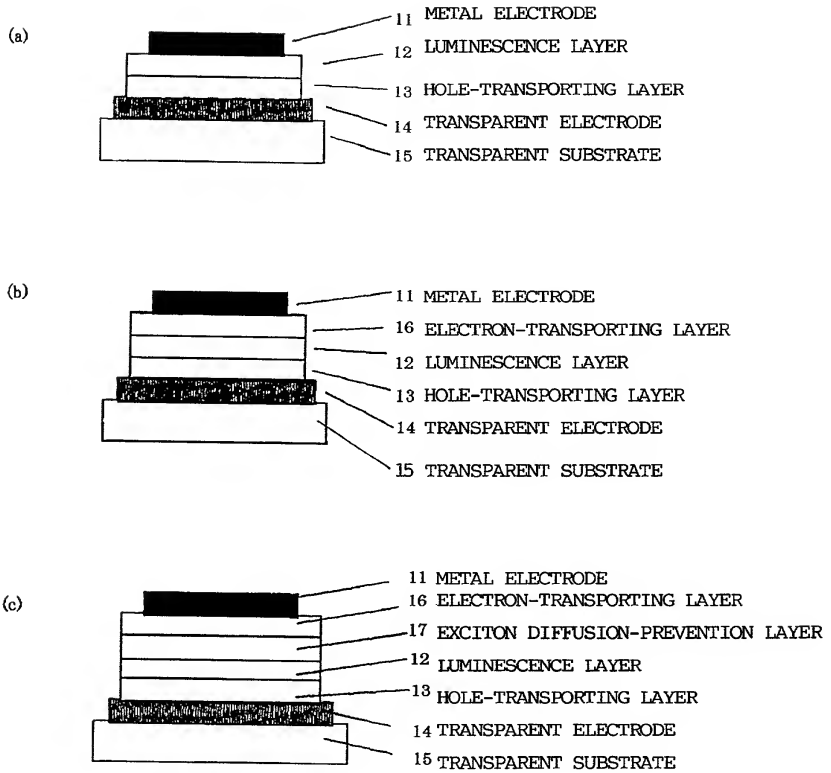 (a)
11 METAL ELECTRODE
12 LUMINESCENCE LAYER
13 HOLE-TRANSPORTING LAYER
14 TRANSPARENT ELECTRODE
15 TRANSPARENT SUBSTRATE
(b)
11 METAL ELECTRODE
16 ELECTRON-TRANSPORTING LAYER
12 LUMINESCENCE LAYER
13 HOLE-TRANSPORTING LAYER
14 TRANSPARENT ELECTRODE
15 TRANSPARENT SUBSTRATE
(c)
11 METAL ELECTRODE
16 ELECTRON-TRANSPORTING LAYER
17 EXCITON DIFFUSION-PREVENTION LAYER
12 LUMINESCENCE LAYER
13 HOLE-TRANSPORTING LAYER
14 TRANSPARENT ELECTRODE
15 TRANSPARENT SUBSTRATE